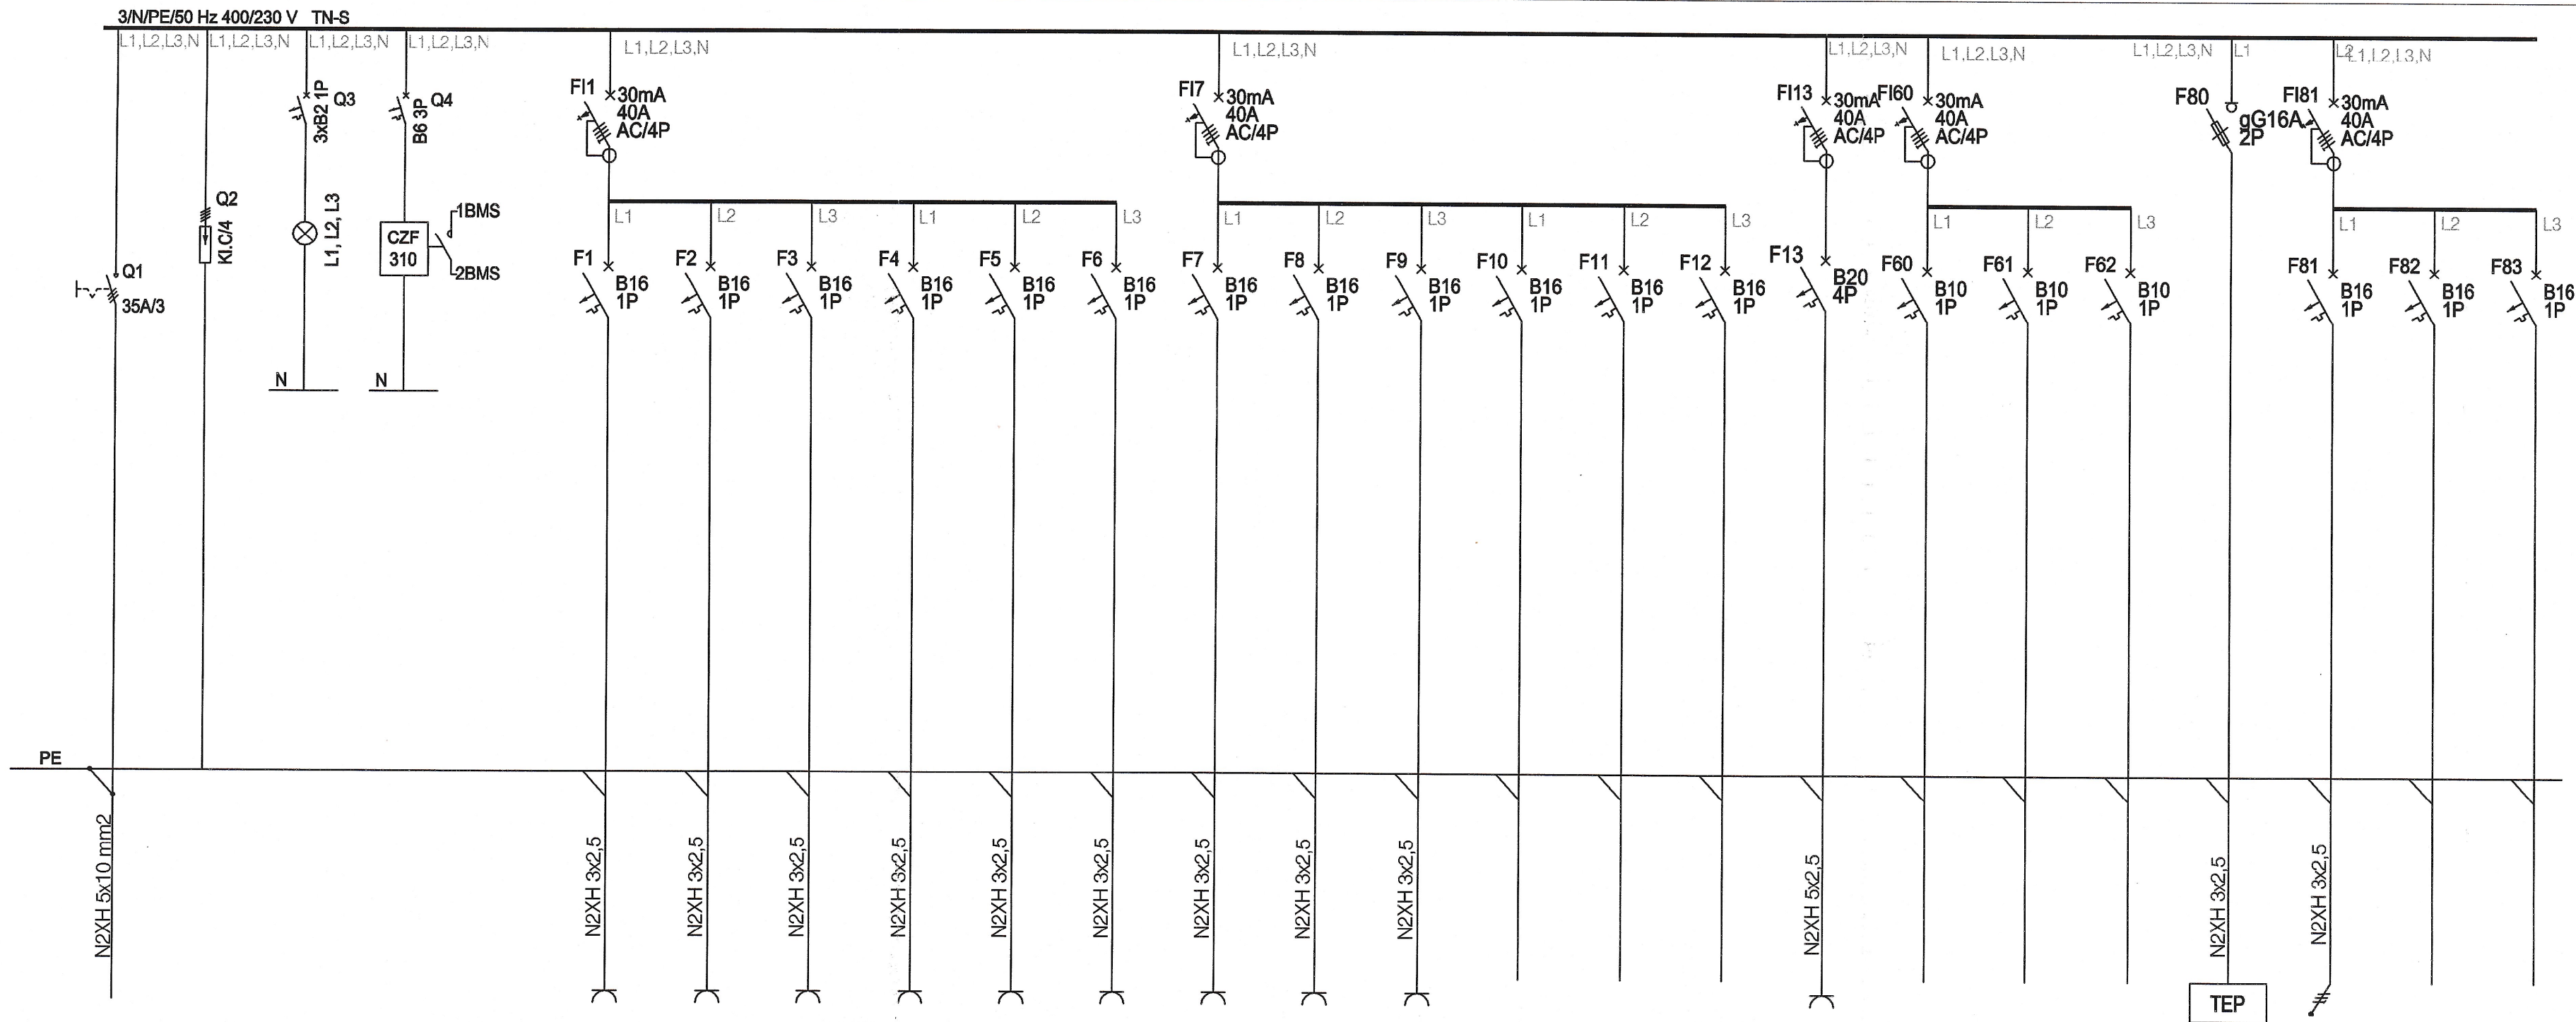 3/N/PE/50 Hz 400/230 V TN-S
L1,L2,L3,N
L1,L2,L3,N
L1,L2,L3,N
L1,L2,L3,N
L1,L2,L3,N
L1,L2,L3,N
L1,L2,L3,N
L1,L2,L3,N
L1,L2,L3,N
L1
L2
L1,L2,L3,N
Q1
35A/3
Q2
KI.C/4
Q3
3xB2 1P
L1, L2, L3
N
Q4
B6 3P
CZF
310
1BMS
2BMS
N
FI1
30mA
40A
AC/4P
FI7
30mA
40A
AC/4P
FI13
30mA
40A
AC/4P
FI60
30mA
40A
AC/4P
F80
gG16A
2P
FI81
30mA
40A
AC/4P
L1
L2
L3
L1
L2
L3
L1
L2
L3
L1
L2
L3
L1
L2
L3
L1
L2
L3
F1
B16
1P
F2
B16
1P
F3
B16
1P
F4
B16
1P
F5
B16
1P
F6
B16
1P
F7
B16
1P
F8
B16
1P
F9
B16
1P
F10
B16
1P
F11
B16
1P
F12
B16
1P
F13
B20
4P
F60
B10
1P
F61
B10
1P
F62
B10
1P
F81
B16
1P
F82
B16
1P
F83
B16
1P
PE
N2XH 5x10 mm2
N2XH 3x2,5
N2XH 3x2,5
N2XH 3x2,5
N2XH 3x2,5
N2XH 3x2,5
N2XH 3x2,5
N2XH 3x2,5
N2XH 3x2,5
N2XH 3x2,5
N2XH 5x2,5
N2XH 3x2,5
N2XH 3x2,5
TEP